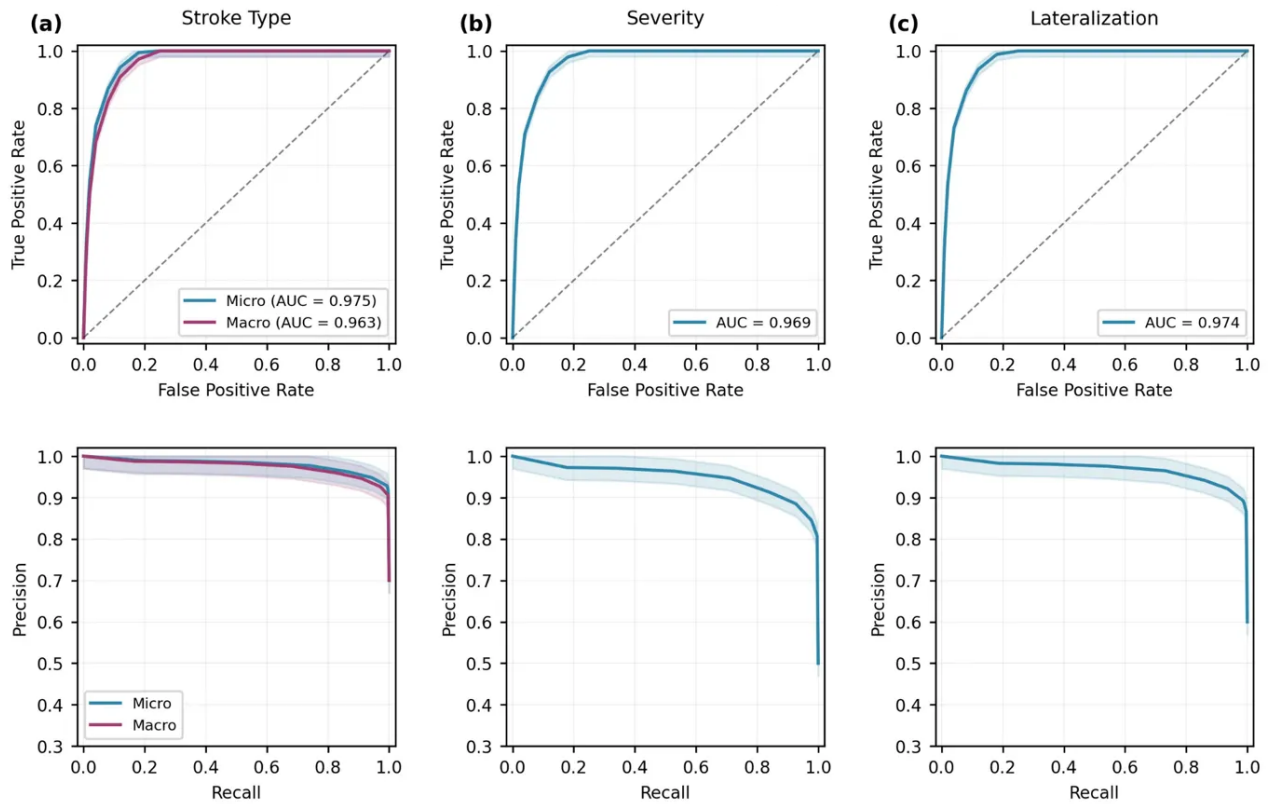 (a) Stroke Type
1.0
0.8
0.6
0.4
0.2
0.0
True Positive Rate
Micro (AUC = 0.975)
Macro (AUC = 0.963)
0.0 0.2 0.4 0.6 0.8 1.0
False Positive Rate
(b) Severity
1.0
0.8
0.6
0.4
0.2
0.0
True Positive Rate
AUC = 0.969
0.0 0.2 0.4 0.6 0.8 1.0
False Positive Rate
(c) Lateralization
1.0
0.8
0.6
0.4
0.2
0.0
True Positive Rate
AUC = 0.974
0.0 0.2 0.4 0.6 0.8 1.0
False Positive Rate
1.0
0.9
0.8
0.7
0.6
0.5
0.4
0.3
Precision
Micro
Macro
0.0 0.2 0.4 0.6 0.8 1.0
Recall
1.0
0.9
0.8
0.7
0.6
0.5
0.4
0.3
Precision
0.0 0.2 0.4 0.6 0.8 1.0
Recall
1.0
0.9
0.8
0.7
0.6
0.5
0.4
0.3
Precision
0.0 0.2 0.4 0.6 0.8 1.0
Recall